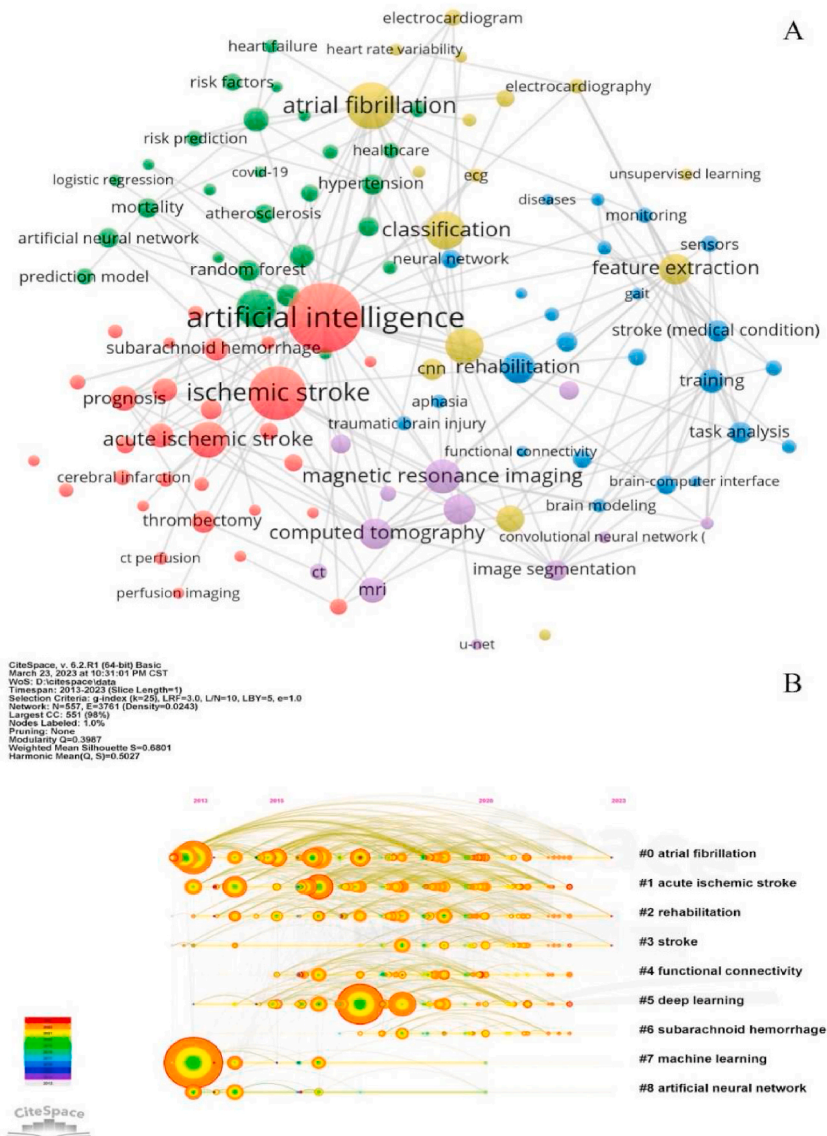 A
electrocardiogram
heart failure
heart rate variability
risk factors
electrocardiography
atrial fibrillation
risk prediction
healthcare
covid-19
ecg
unsupervised learning
logistic regression
hypertension
diseases
mortality
atherosclerosis
monitoring
classification
artificial neural network
sensors
neural network
random forest
feature extraction
prediction model
gait
artificial intelligence
stroke (medical condition)
subarachnoid hemorrhage
cnn
rehabilitation
training
ischemic stroke
prognosis
aphasia
traumatic brain injury
task analysis
acute ischemic stroke
functional connectivity
cerebral infarction
magnetic resonance imaging
brain-computer interface
brain modeling
thrombectomy
computed tomography
convolutional neural network (
ct perfusion
ct
image segmentation
perfusion imaging
mri
u-net
CiteSpace, v. 6.2.R1 (64-bit) Basic
March 23, 2023 at 10:31:01 PM CST
WoS: D:\citespace\data
Timespan: 2013-2023 (Slice Length=1)
Selection Criteria: g-index (k=25), LRF=3.0, L/N=10, LBY=5, e=1.0
Network: N=557, E=3761 (Density=0.0243)
Largest CC: 551 (98%)
Nodes Labeled: 1.0%
Pruning: None
Modularity Q=0.3987
Weighted Mean Silhouette S=0.6801
Harmonic Mean(Q, S)=0.5027
B
2013 2015 2020 2023
#0 atrial fibrillation
#1 acute ischemic stroke
#2 rehabilitation
#3 stroke
#4 functional connectivity
#5 deep learning
#6 subarachnoid hemorrhage
#7 machine learning
#8 artificial neural network
CiteSpace